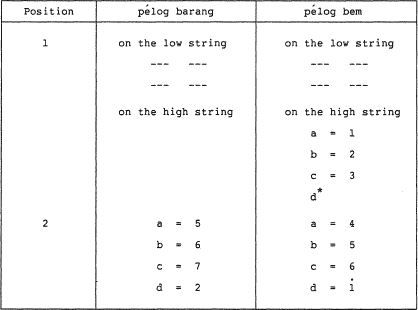 Position pélog barang pélog bem
1 on the low string on the low string
--- --- --- ---
--- --- --- ---
on the high string on the high string
a = 1
b = 2
c = 3
d*
2 a = 5 a = 4
b = 6 b = 5
c = 7 c = 6
d = 2 d = 1̇